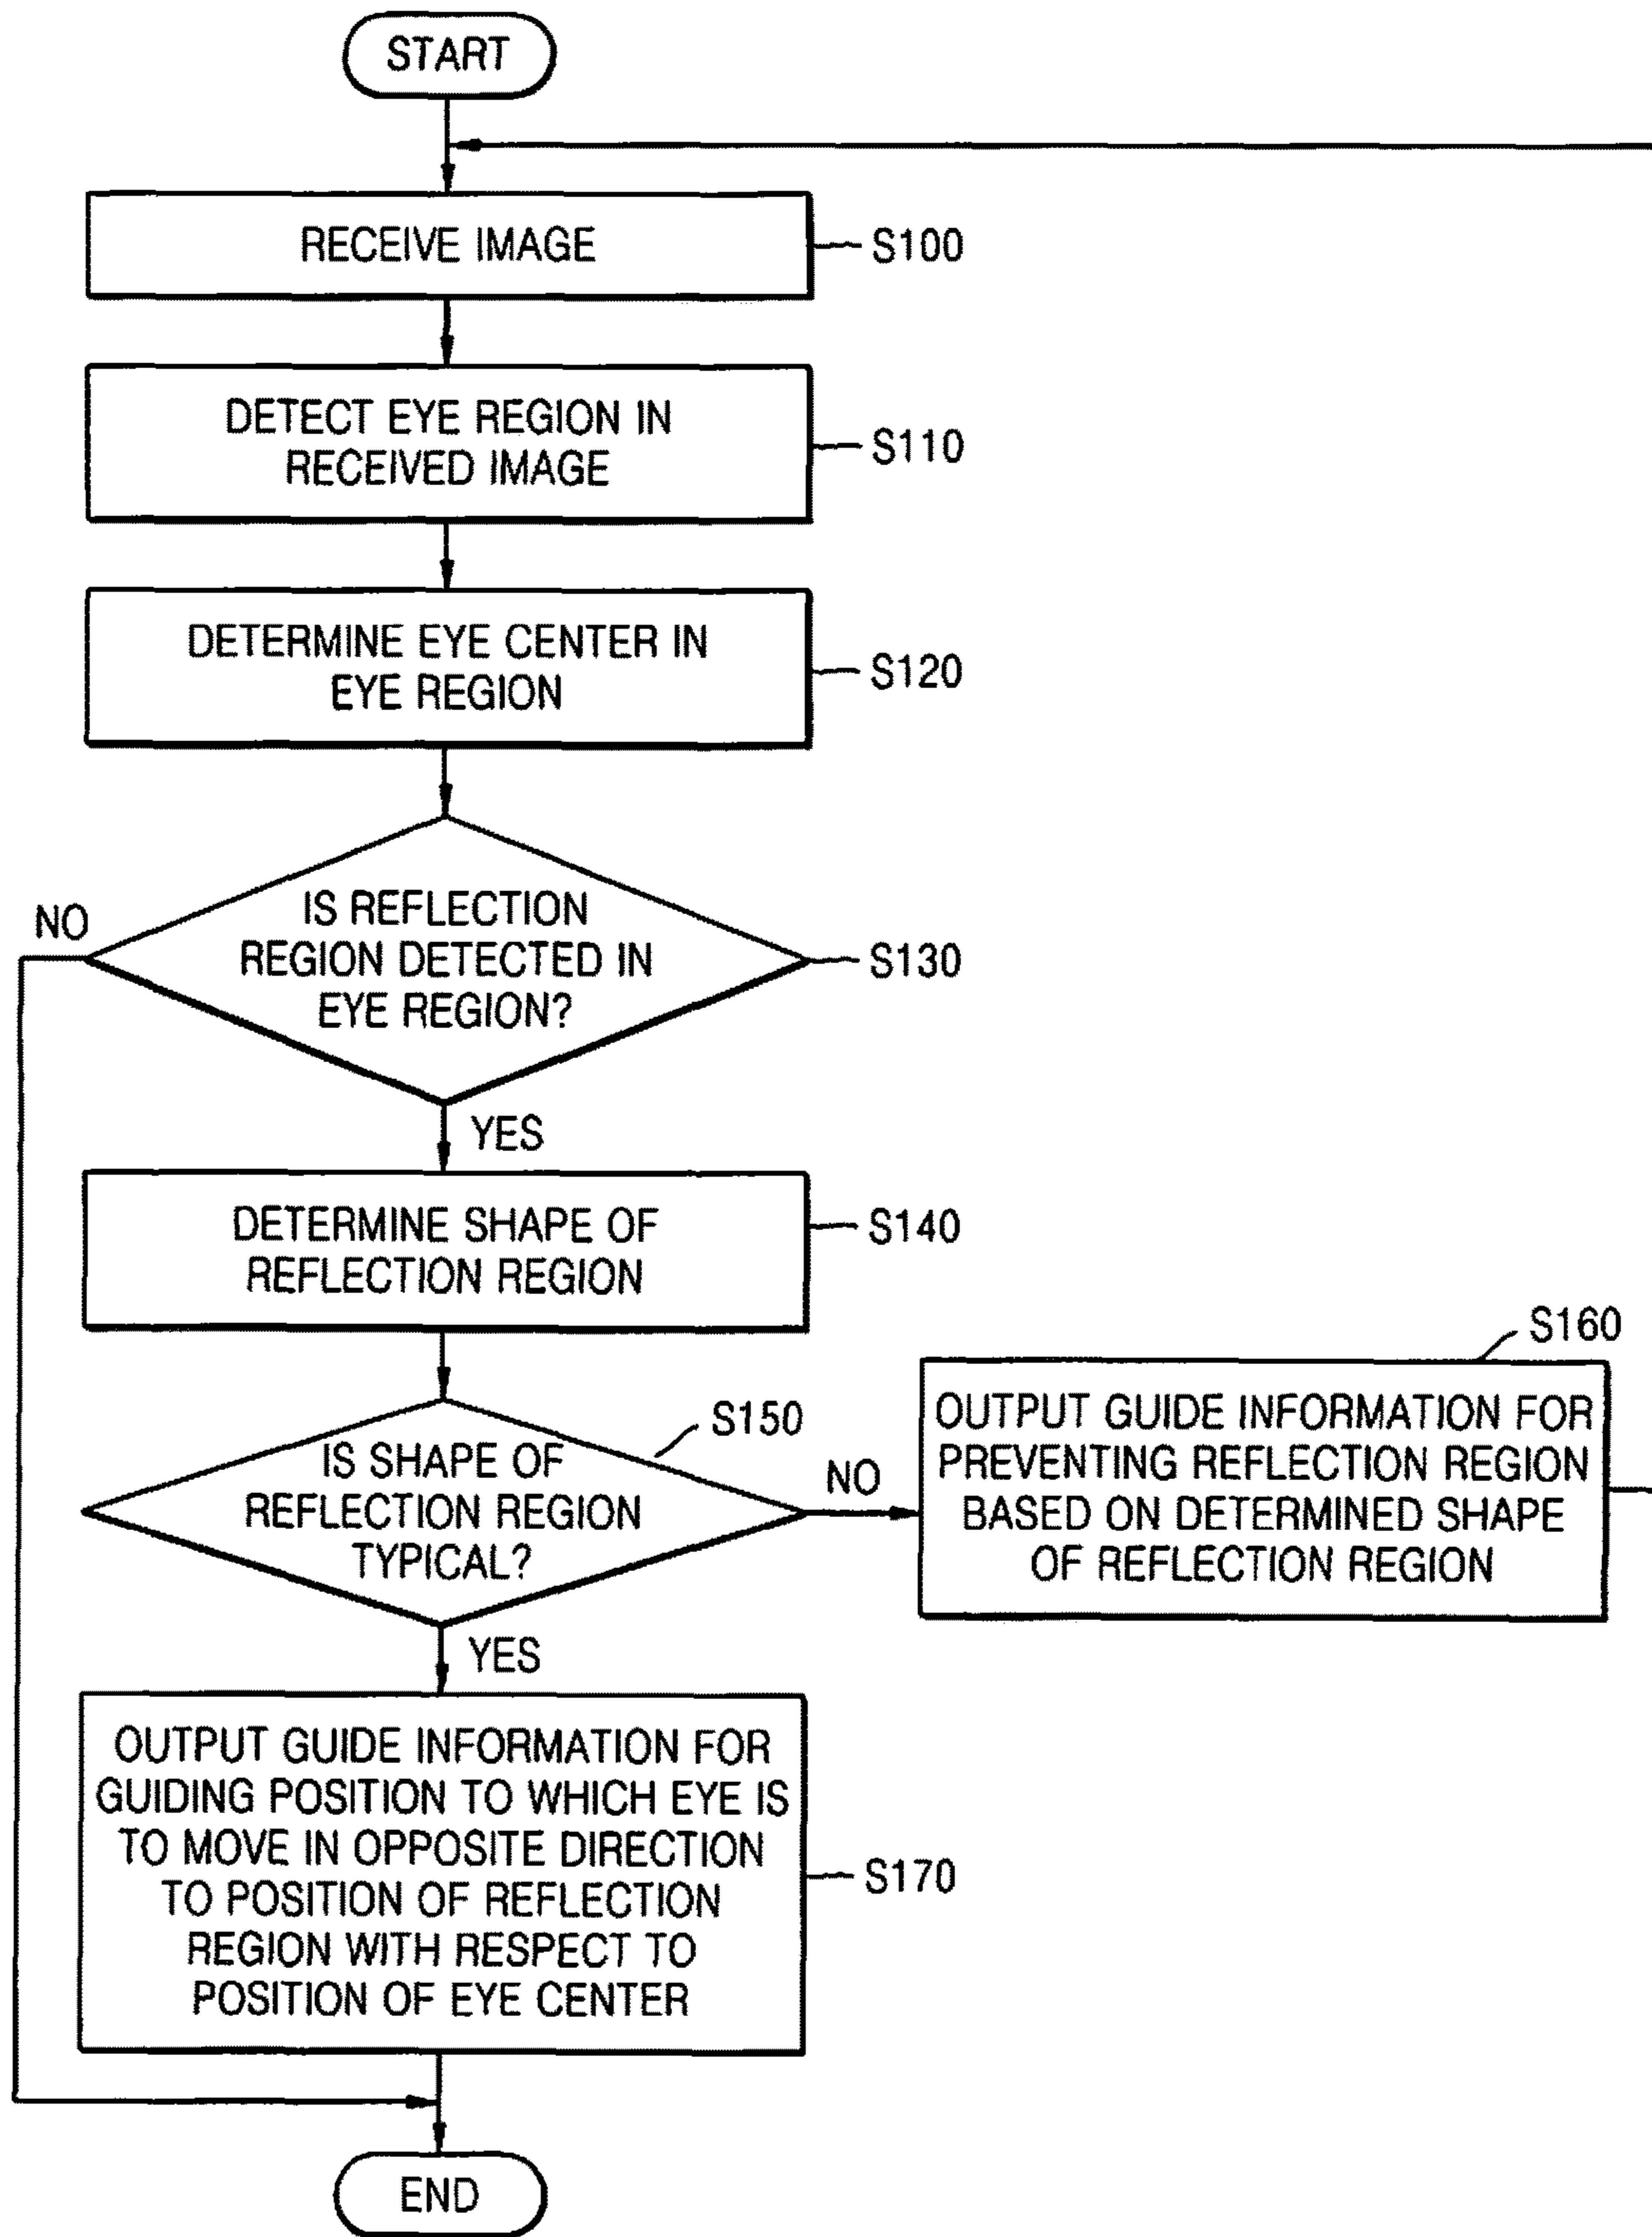 START
RECEIVE IMAGE
S100
DETECT EYE REGION IN
RECEIVED IMAGE
S110
DETERMINE EYE CENTER IN
EYE REGION
S120
NO
IS REFLECTION
REGION DETECTED IN
EYE REGION?
S130
YES
DETERMINE SHAPE OF
REFLECTION REGION
S140
IS SHAPE OF
REFLECTION REGION
TYPICAL?
S150
NO
S160
OUTPUT GUIDE INFORMATION FOR
PREVENTING REFLECTION REGION
BASED ON DETERMINED SHAPE
OF REFLECTION REGION
YES
OUTPUT GUIDE INFORMATION FOR
GUIDING POSITION TO WHICH EYE IS
TO MOVE IN OPPOSITE DIRECTION
TO POSITION OF REFLECTION
REGION WITH RESPECT TO
POSITION OF EYE CENTER
S170
END